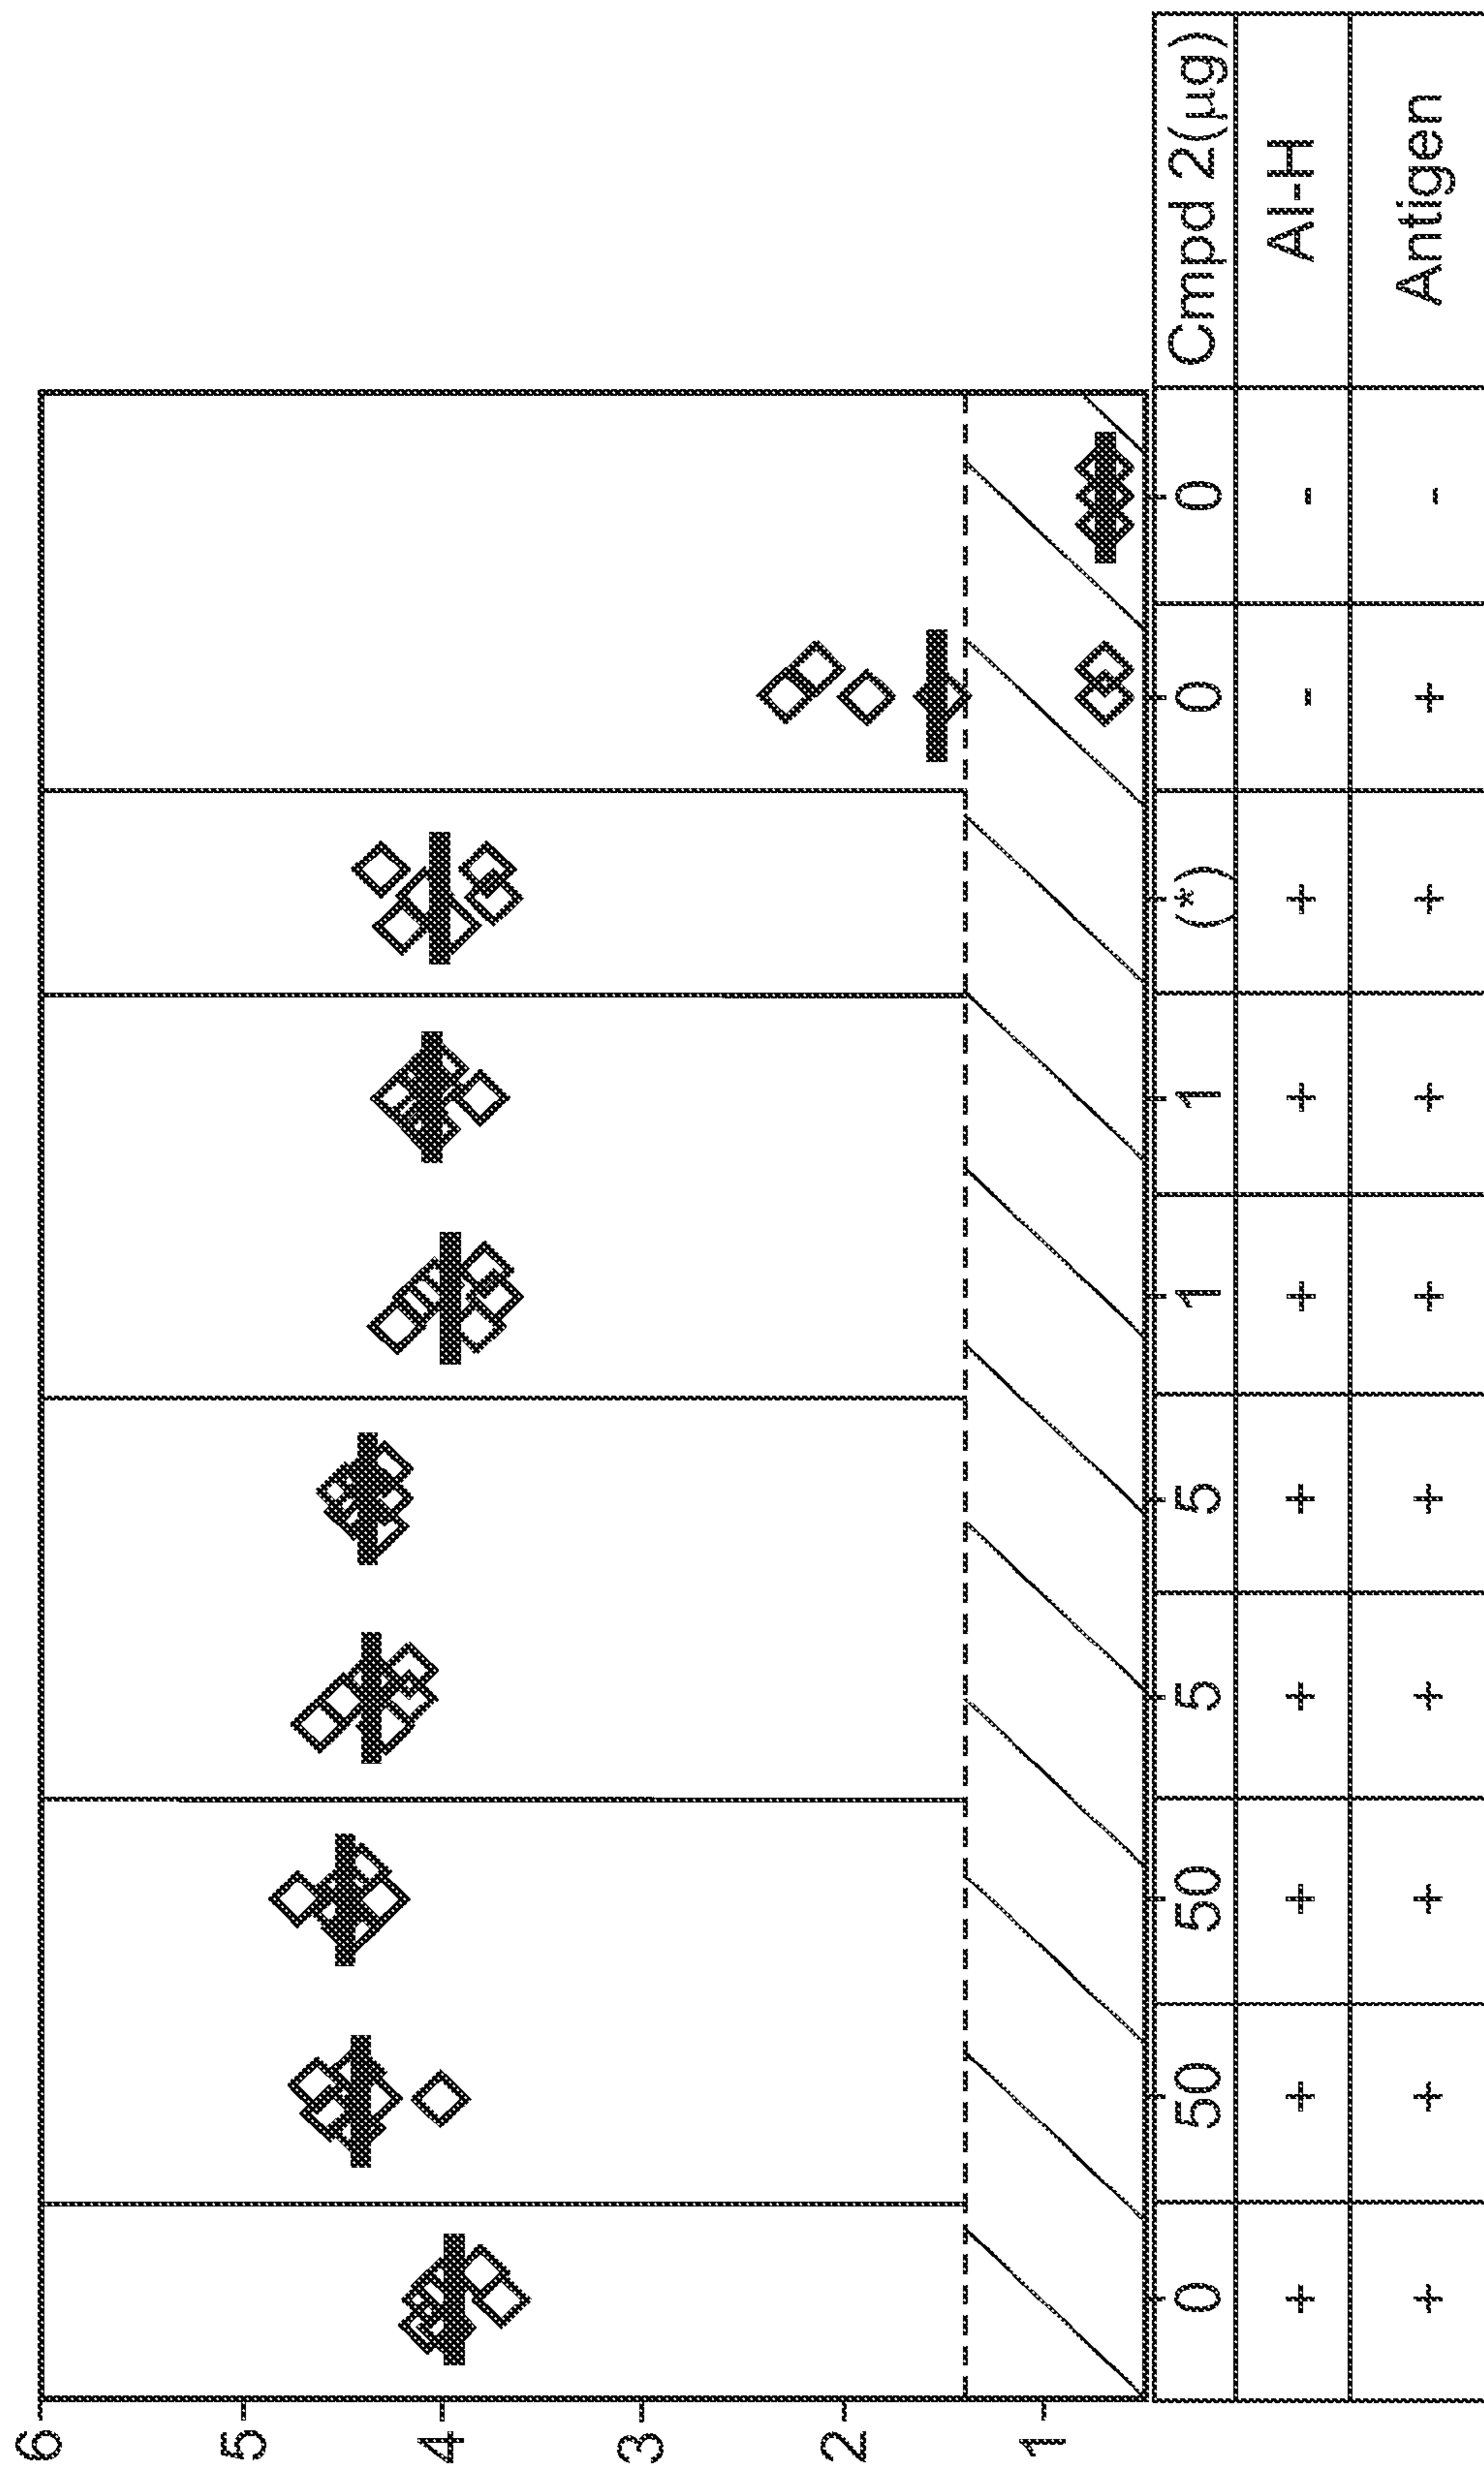 6
5
4
3
2
1
0 50 50 5 5 1 1 (*) 0 0 Cmpd 2(µg)
+ + + + + + + + - - Al-H
+ + + + + + + + + - Antigen